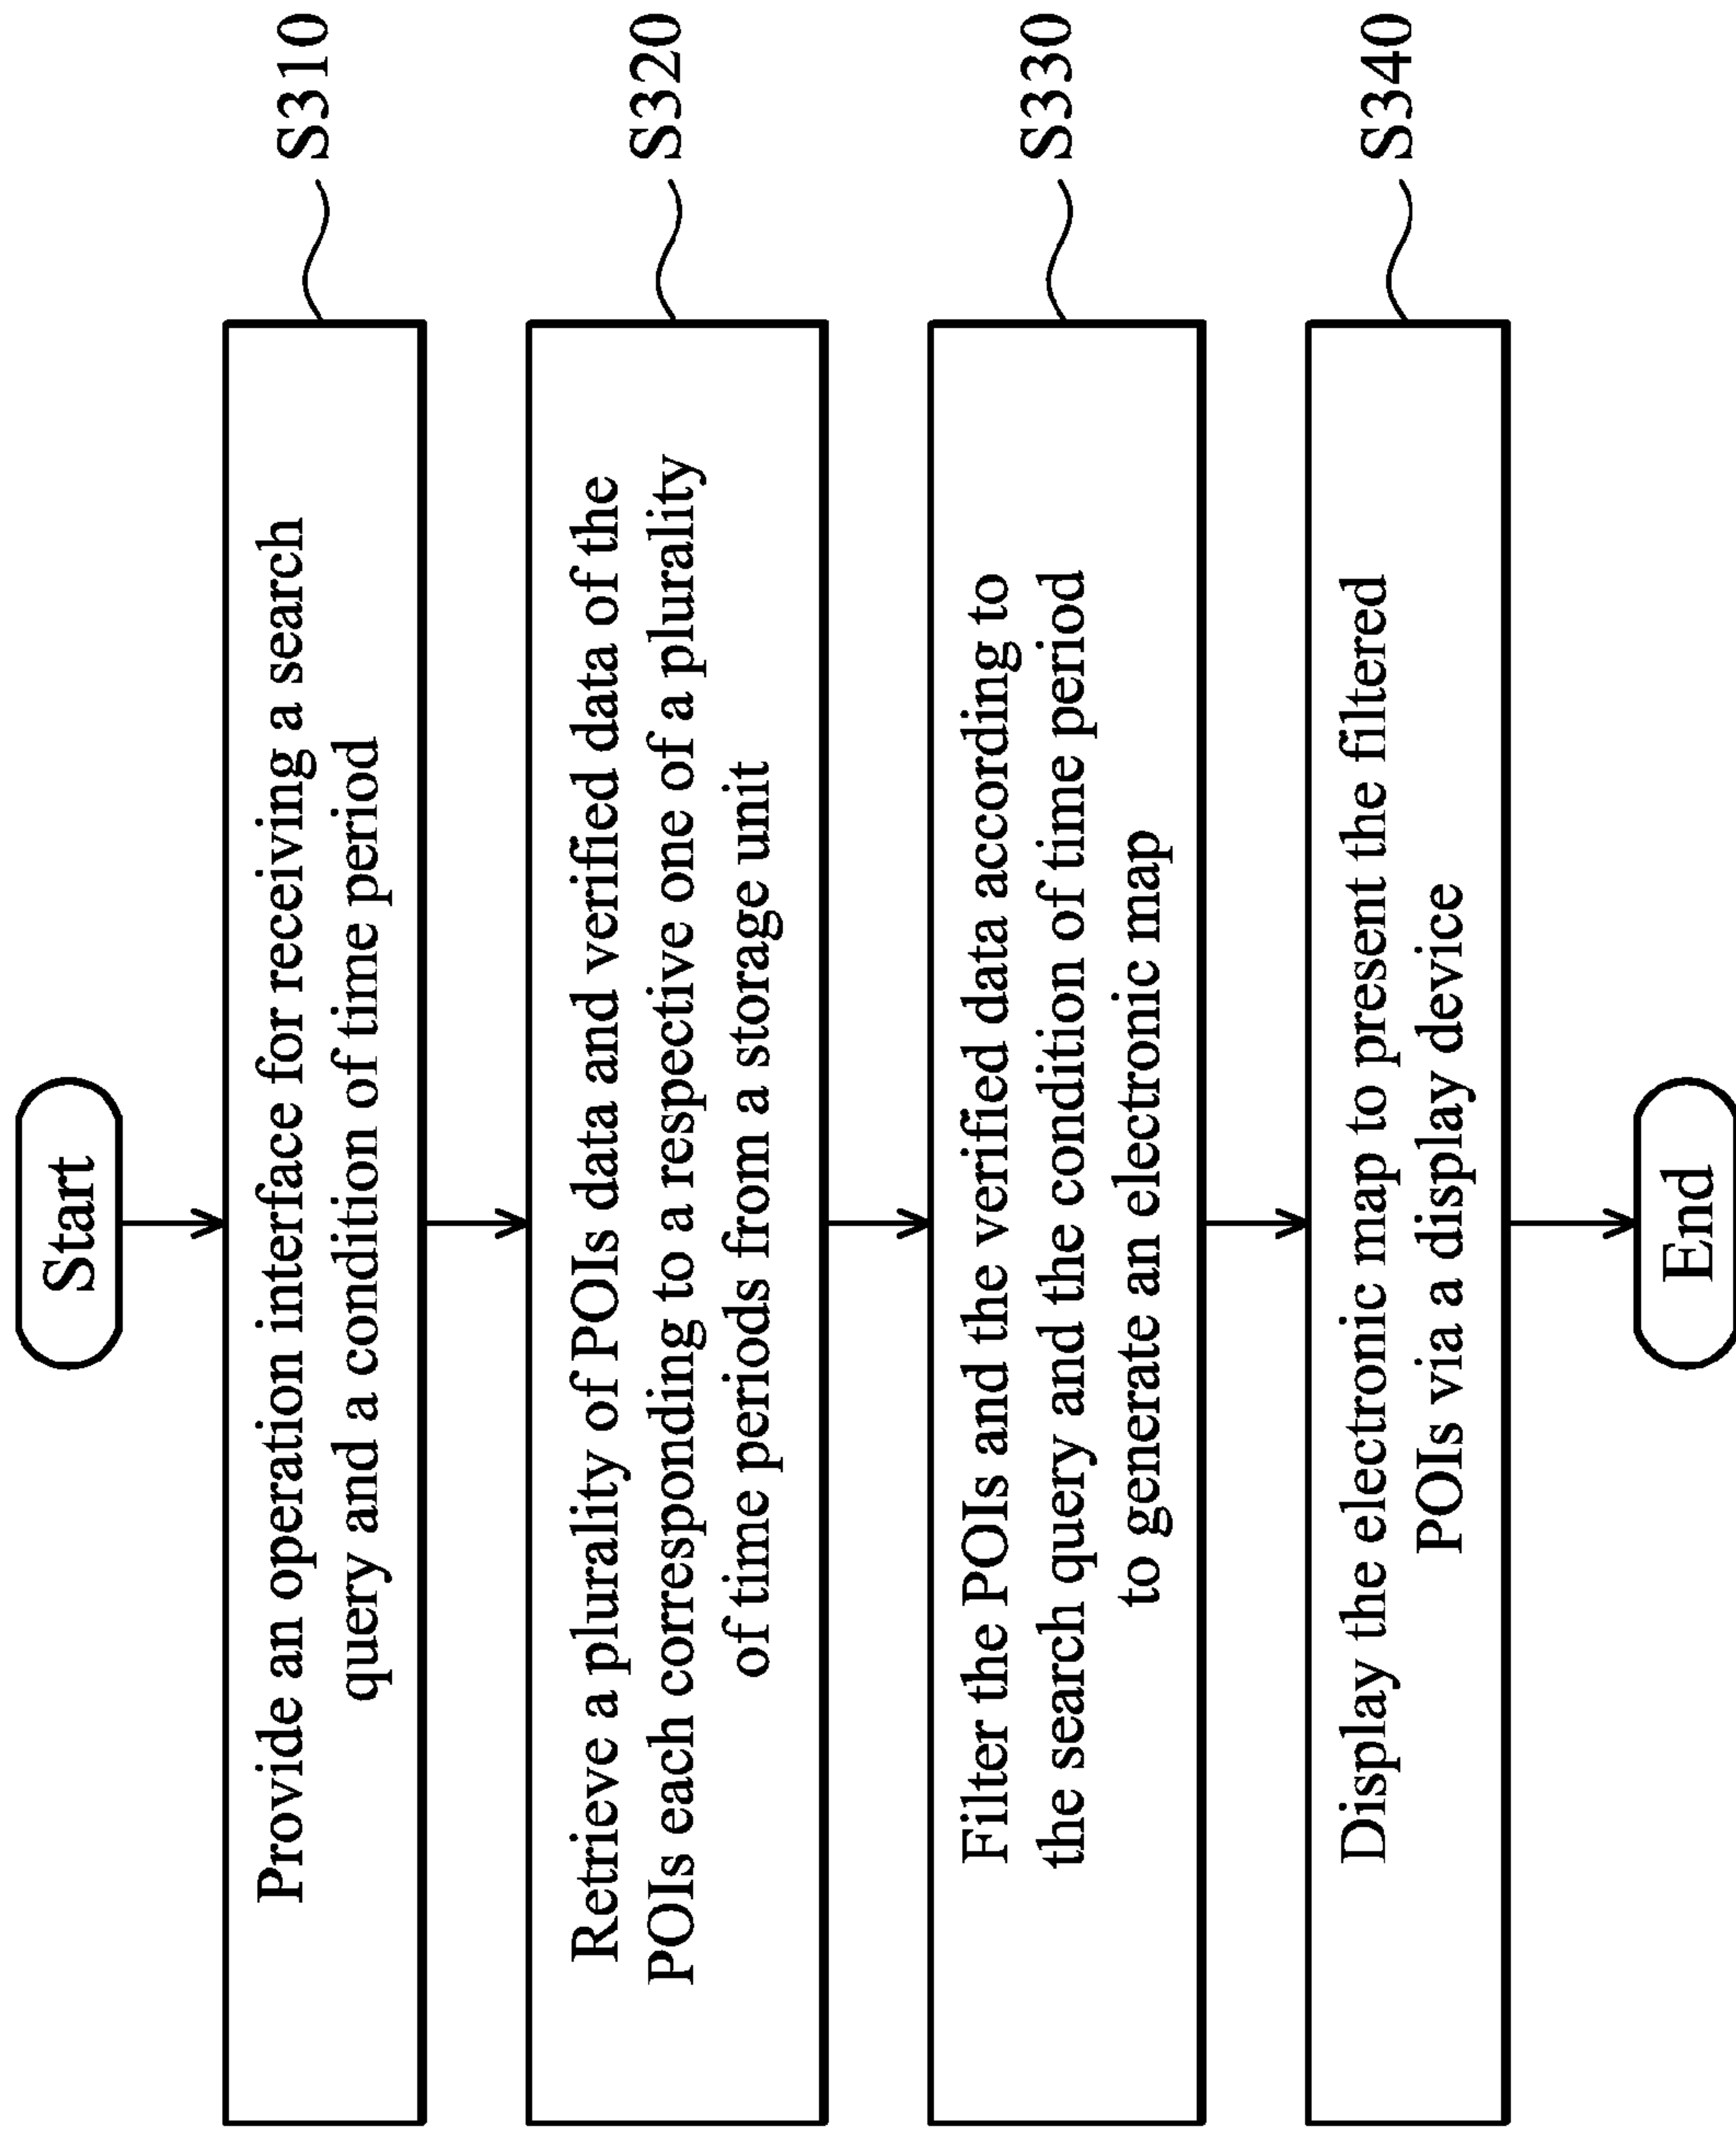 Start
Provide an operation interface for receiving a search
query and a condition of time period
S310
Retrieve a plurality of POIs data and verified data of the
POIs each corresponding to a respective one of a plurality
of time periods from a storage unit
S320
Filter the POIs and the verified data according to
the search query and the condition of time period
to generate an electronic map
S330
Display the electronic map to present the filtered
POIs via a display device
S340
End